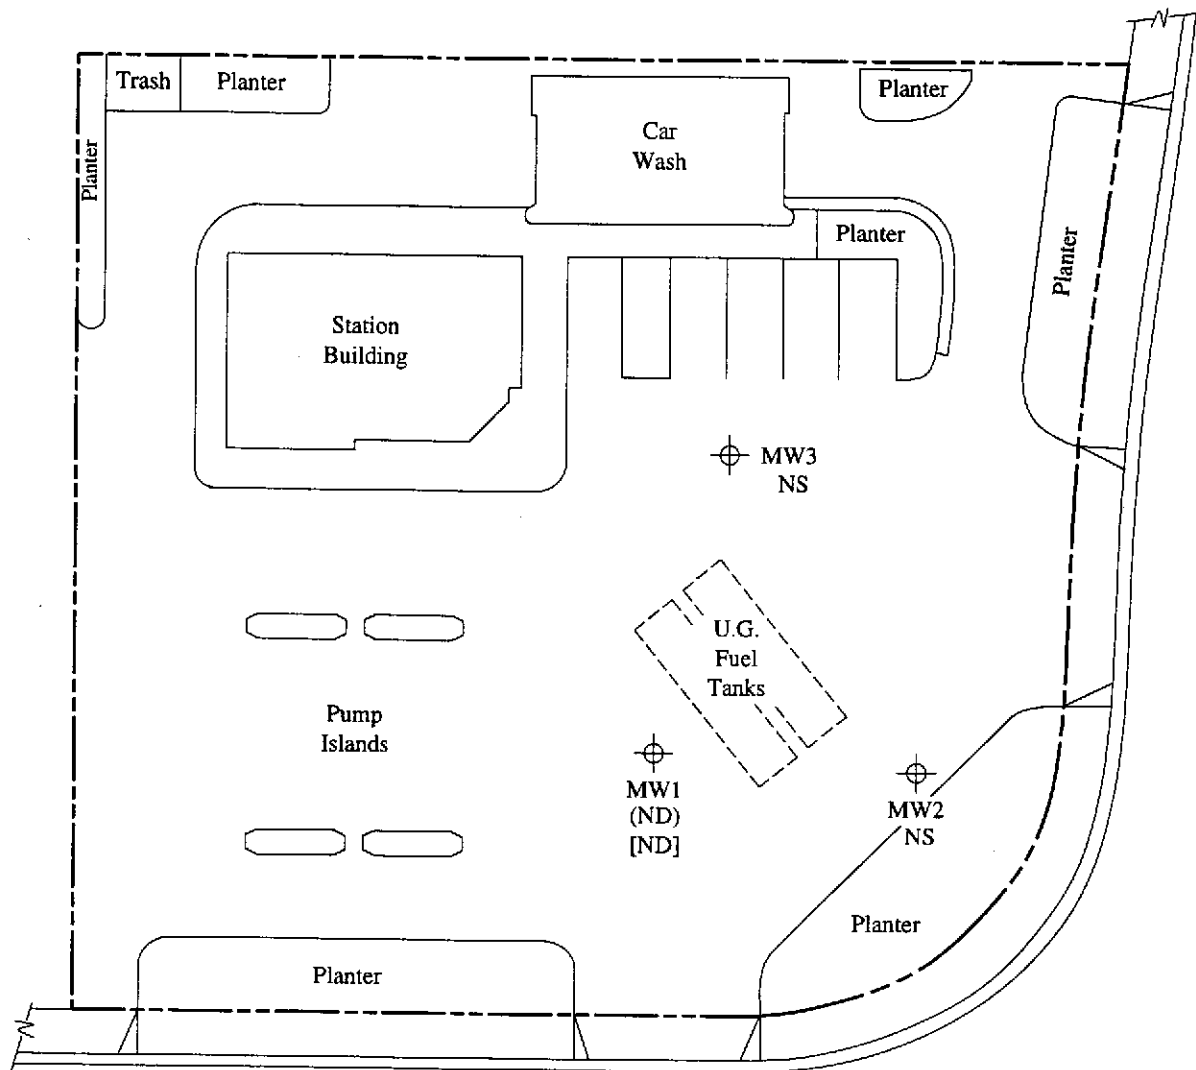 Trash
Planter
Planter
Planter
Car
Wash
Planter
Planter
Station
Building
MW3
NS
U.G.
Fuel
Tanks
Pump
Islands
MW1
(ND)
[ND]
MW2
NS
Planter
Planter